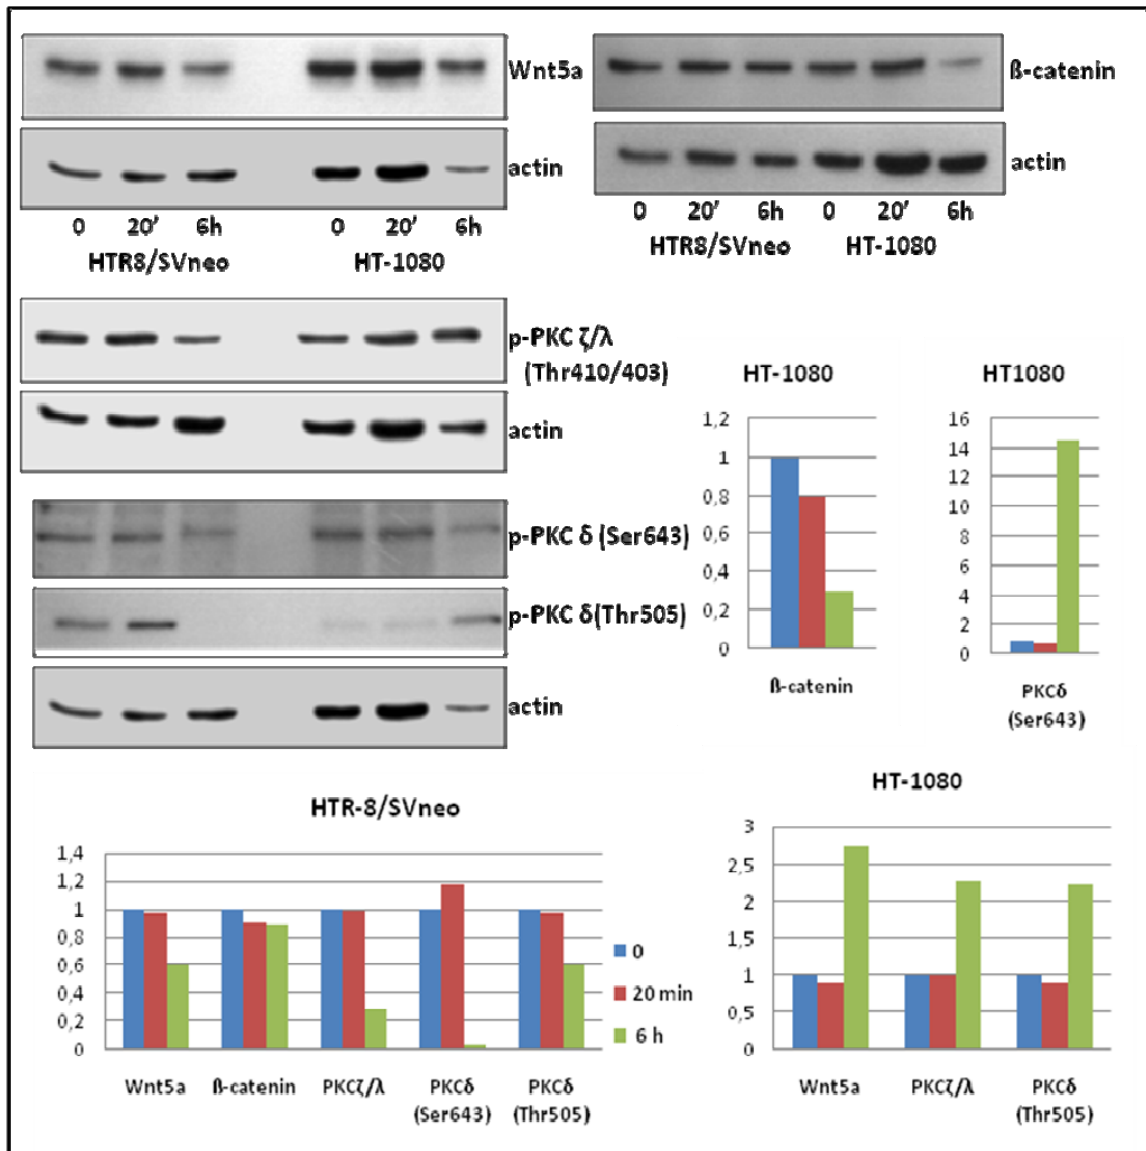 Wnt5a
actin
0 20' 6h 0 20' 6h
HTR8/SVneo HT-1080
ß-catenin
actin
0 20' 6h 0 20' 6h
HTR8/SVneo HT-1080
p-PKC ζ/λ
(Thr410/403)
actin
p-PKC δ (Ser643)
p-PKC δ(Thr505)
actin
HT-1080
1,2
1
0,8
0,6
0,4
0,2
0
ß-catenin
HT1080
16
14
12
10
8
6
4
2
0
PKCδ
(Ser643)
HTR-8/SVneo
1,4
1,2
1
0,8
0,6
0,4
0,2
0
Wnt5a ß-catenin PKCζ/λ PKCδ PKCδ
(Ser643) (Thr505)
0
20 min
6 h
HT-1080
3
2,5
2
1,5
1
0,5
0
Wnt5a PKCζ/λ PKCδ
(Thr505)